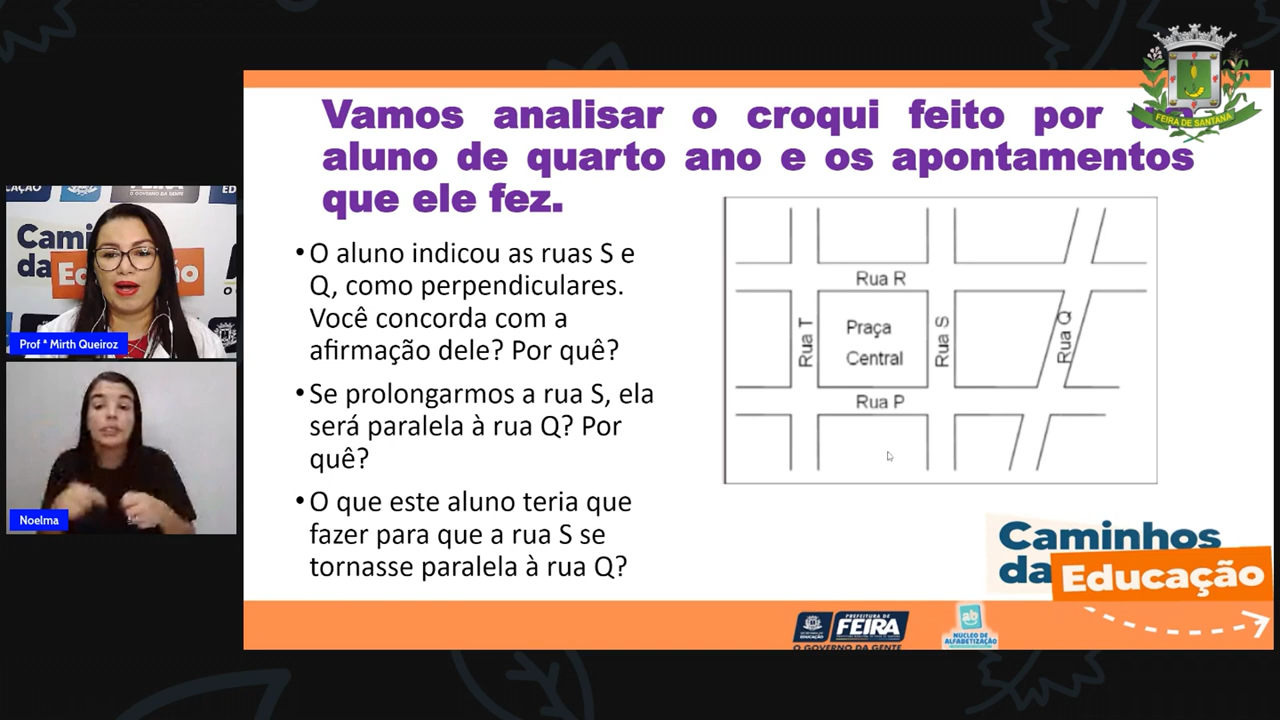 Vamos analisar o croqui feito por
aluno de quarto ano e os apontamentos
que ele fez.
• O aluno indicou as ruas S e
Q, como perpendiculares.
Você concorda com a
afirmação dele? Por quê?
• Se prolongarmos a rua S, ela
será paralela à rua Q? Por
quê?
• O que este aluno teria que
fazer para que a rua S se
tornasse paralela à rua Q?
Rua R
Rua T
Praça
Central
Rua S
Rua Q
Rua P
FEIRA DE SANTANA
Prof ª Mirth Queiroz
Noelma
Caminhos
da Educação
PREFEITURA DE
FEIRA
O GOVERNO DA GENTE
ab
NÚCLEO DE
ALFABETIZAÇÃO